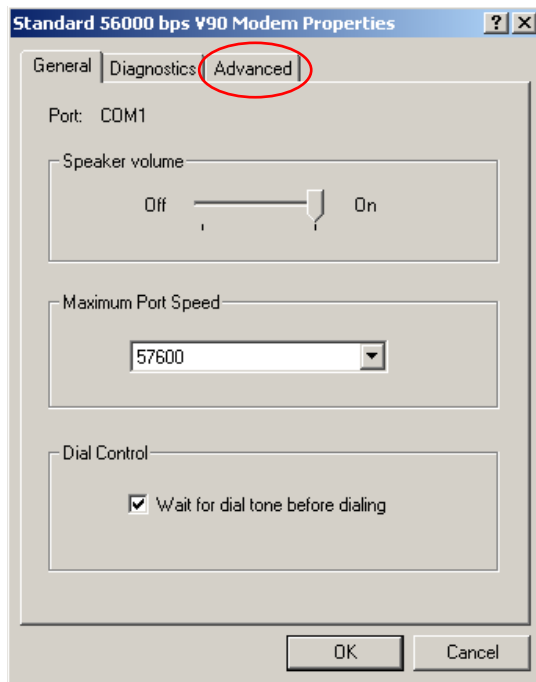 Standard 56000 bps V90 Modem Properties ? X
General Diagnostics Advanced
Port: COM1
Speaker volume
Off On
Maximum Port Speed
57600
Dial Control
Wait for dial tone before dialing
OK Cancel